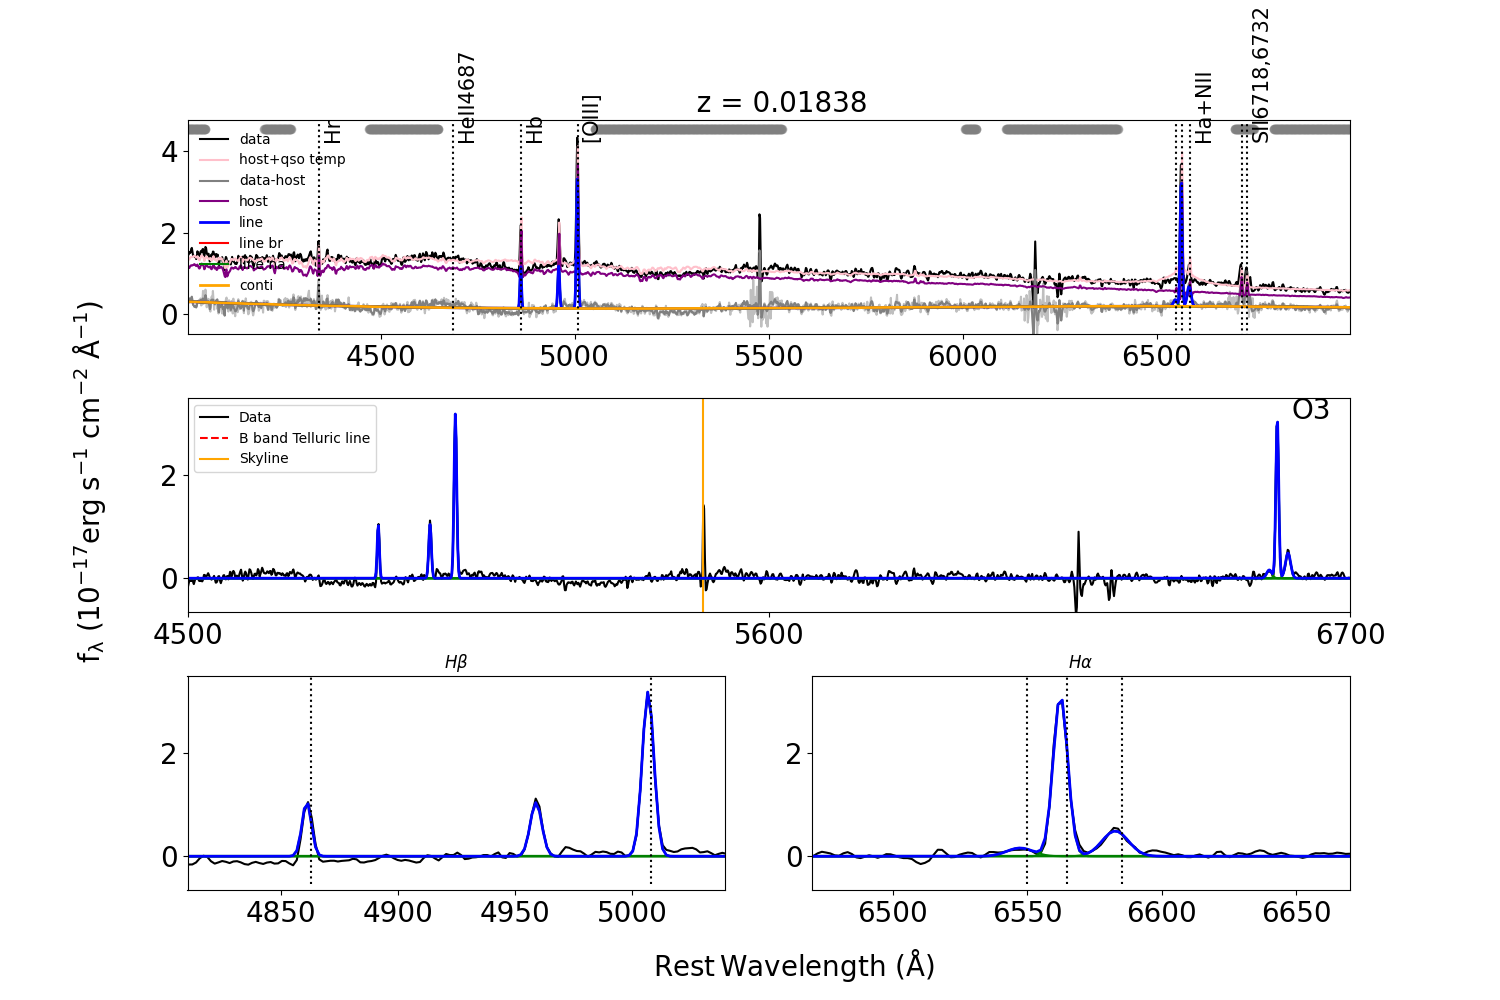 z = 0.01838
Hr
HeII4687
Hb
[OIII]
Ha+NII
SII6718,6732
data
host+qso temp
data-host
host
line
line br
line na
conti
4
2
0
4500
5000
5500
6000
6500
f_λ (10^{-17}erg s^{-1} cm^{-2} Å^{-1})
Data
B band Telluric line
Skyline
O3
2
0
4500
5600
6700
Hβ
2
0
4850
4900
4950
5000
Hα
2
0
6500
6550
6600
6650
Rest Wavelength (Å)